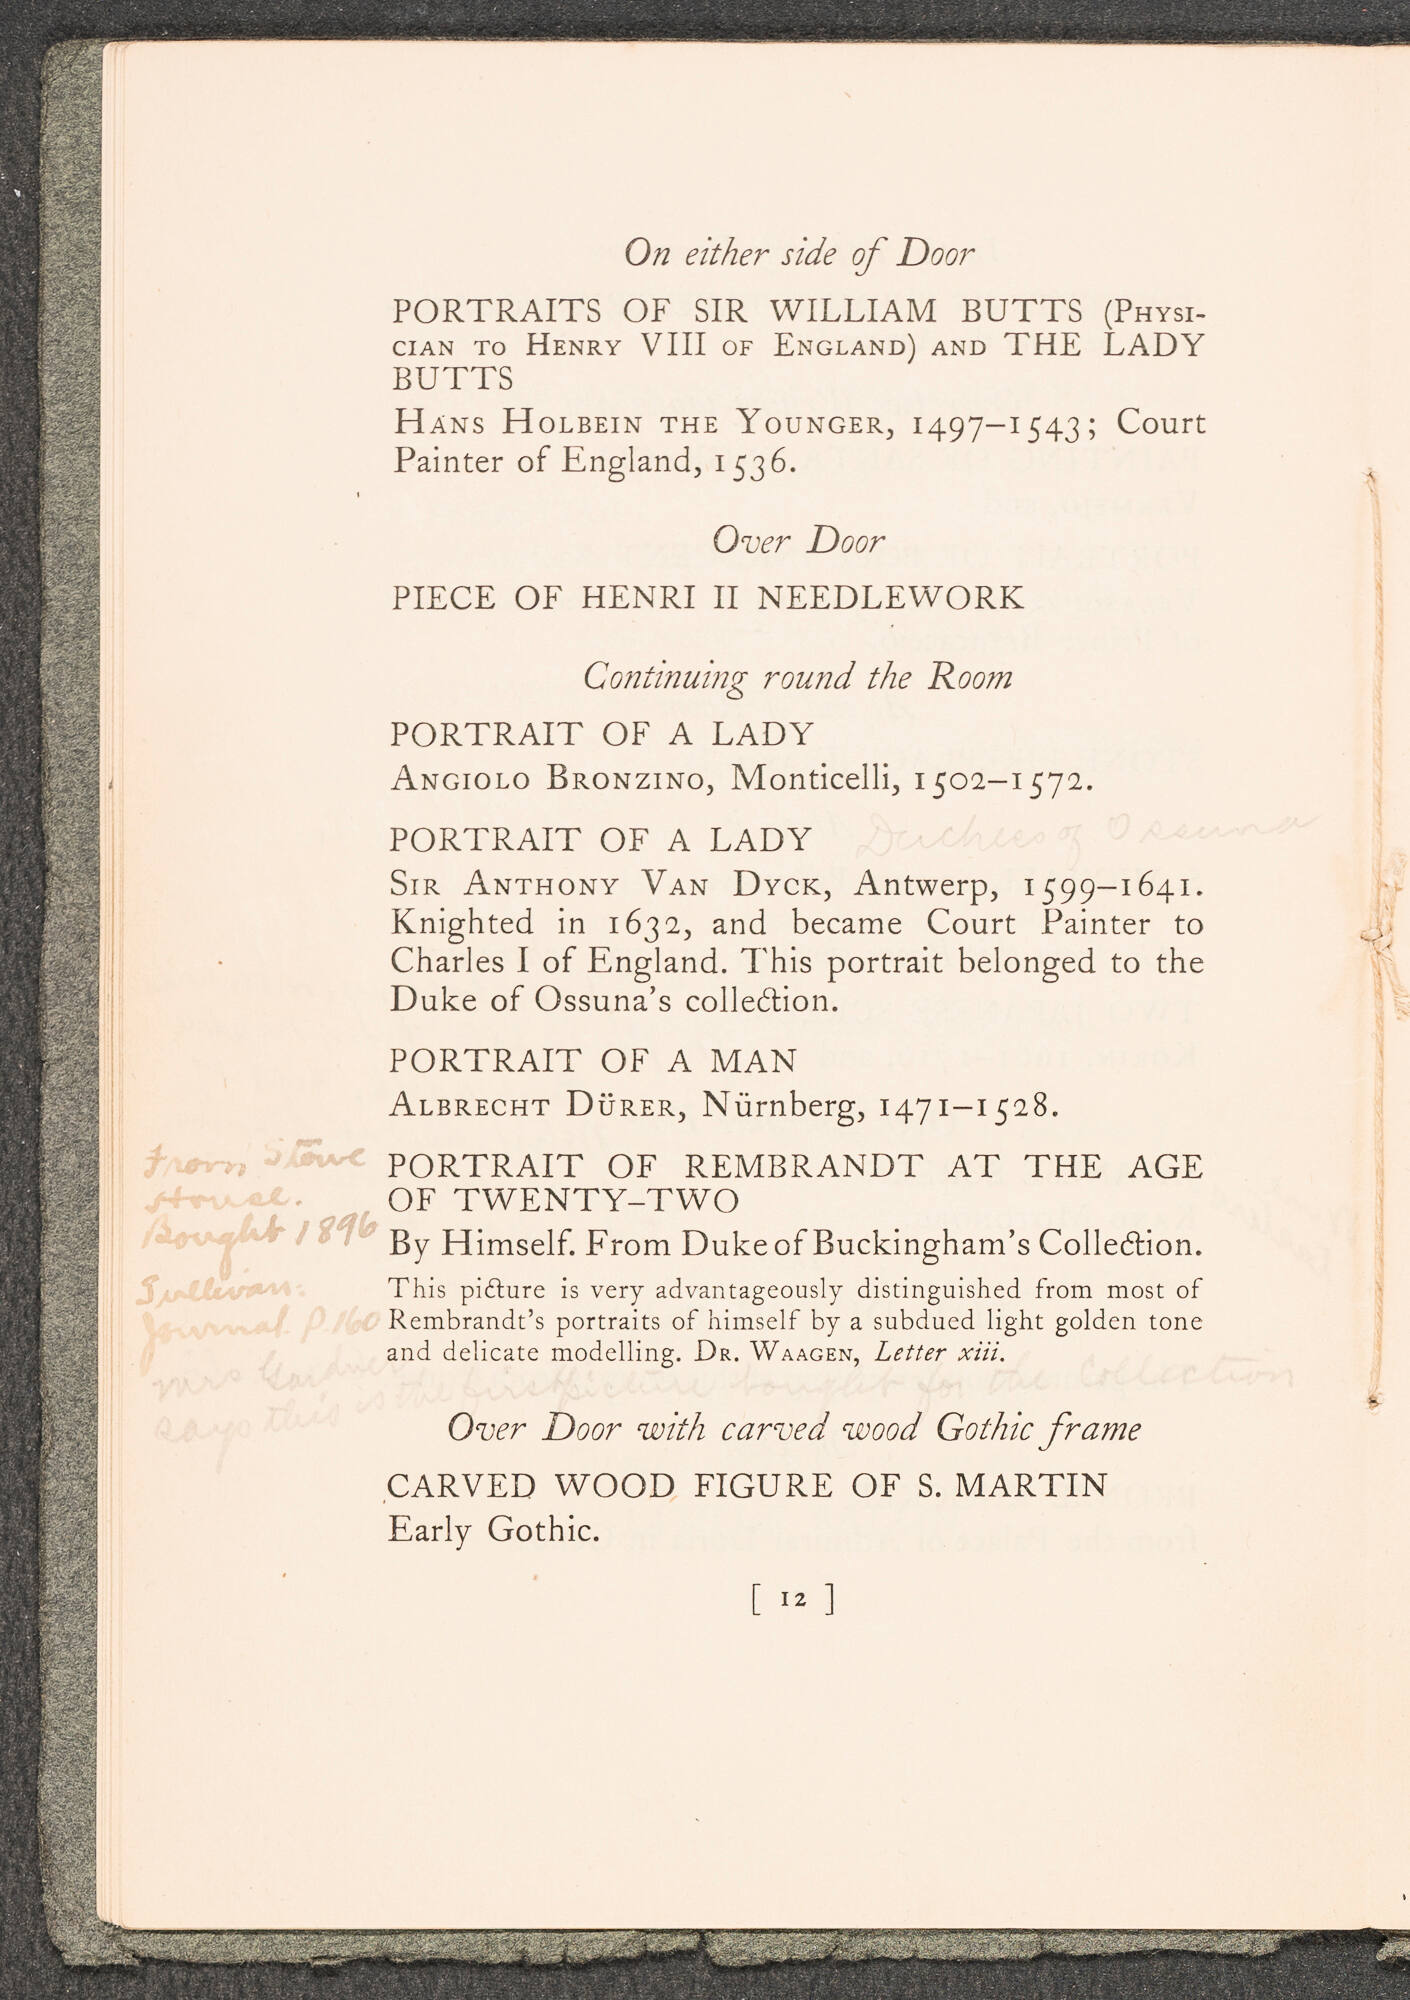 On either side of Door
PORTRAITS OF SIR WILLIAM BUTTS (PHYSI-
CIAN TO HENRY VIII OF ENGLAND) AND THE LADY
BUTTS
HANS HOLBEIN THE YOUNGER, 1497–1543; Court
Painter of England, 1536.
Over Door
PIECE OF HENRI II NEEDLEWORK
Continuing round the Room
PORTRAIT OF A LADY
ANGIOLO BRONZINO, Monticelli, 1502–1572.
PORTRAIT OF A LADY Duchess of Ossuna
SIR ANTHONY VAN DYCK, Antwerp, 1599–1641.
Knighted in 1632, and became Court Painter to
Charles I of England. This portrait belonged to the
Duke of Ossuna's collection.
PORTRAIT OF A MAN
ALBRECHT DÜRER, Nürnberg, 1471–1528.
From Stowe
House.
Bought 1896
Sullivan:
Journal P. 160
PORTRAIT OF REMBRANDT AT THE AGE
OF TWENTY-TWO
By Himself. From Duke of Buckingham's Collection.
This picture is very advantageously distinguished from most of
Rembrandt's portraits of himself by a subdued light golden tone
and delicate modelling. DR. WAAGEN, Letter xiii.
Mrs Gardner
says this is the first picture bought for the Collection
Over Door with carved wood Gothic frame
CARVED WOOD FIGURE OF S. MARTIN
Early Gothic.
[ 12 ]